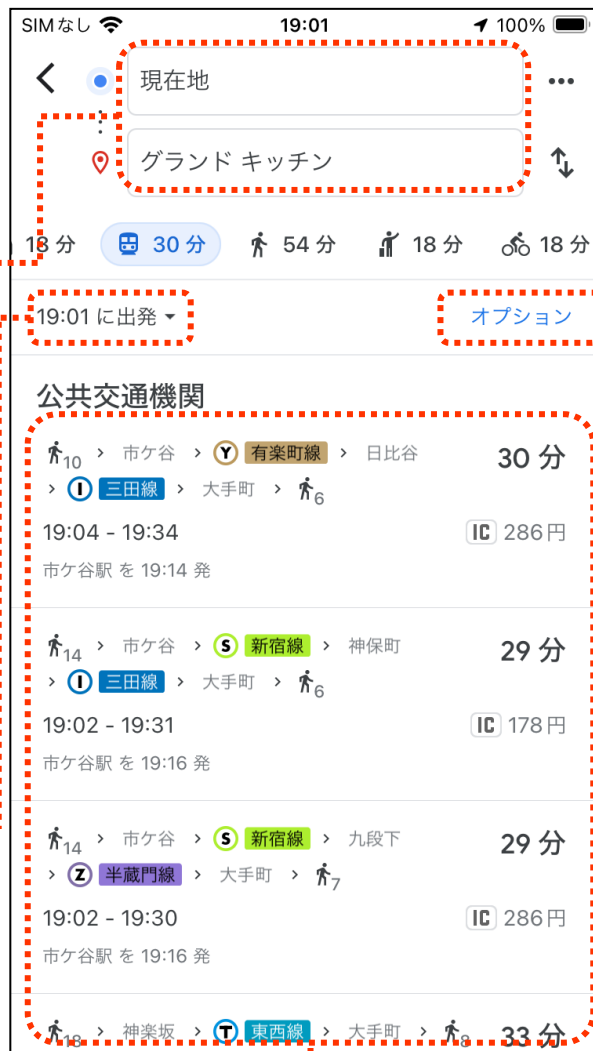 SIMなし 19:01 100%
現在地
グランド キッチン
18 分 30 分 54 分 18 分 18 分
19:01 に出発 オプション
公共交通機関
10 › 市ケ谷 › Y 有楽町線 › 日比谷 30 分
› I 三田線 › 大手町 › 6
19:04 - 19:34 IC 286円
市ケ谷駅 を 19:14 発
14 › 市ケ谷 › S 新宿線 › 神保町 29 分
› I 三田線 › 大手町 › 6
19:02 - 19:31 IC 178円
市ケ谷駅 を 19:16 発
14 › 市ケ谷 › S 新宿線 › 九段下 29 分
› Z 半蔵門線 › 大手町 › 7
19:02 - 19:30 IC 286円
市ケ谷駅 を 19:16 発
18 › 神楽坂 › T 東西線 › 大手町 › 8 33 分